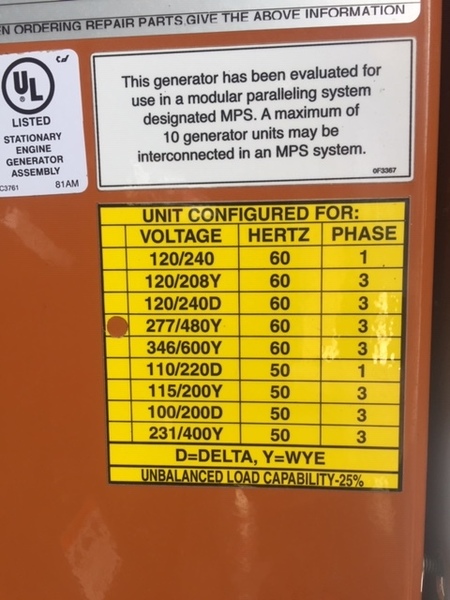 N ORDERING REPAIR PARTS,GIVE THE ABOVE INFORMATION
UL
®
LISTED
STATIONARY
ENGINE
GENERATOR
ASSEMBLY
C3761 81AM
This generator has been evaluated for
use in a modular paralleling system
designated MPS. A maximum of
10 generator units may be
interconnected in an MPS system.
0F3367
UNIT CONFIGURED FOR:
VOLTAGE HERTZ PHASE
120/240 60 1
120/208Y 60 3
120/240D 60 3
277/480Y 60 3
346/600Y 60 3
110/220D 50 1
115/200Y 50 3
100/200D 50 3
231/400Y 50 3
D=DELTA, Y=WYE
UNBALANCED LOAD CAPABILITY-25%